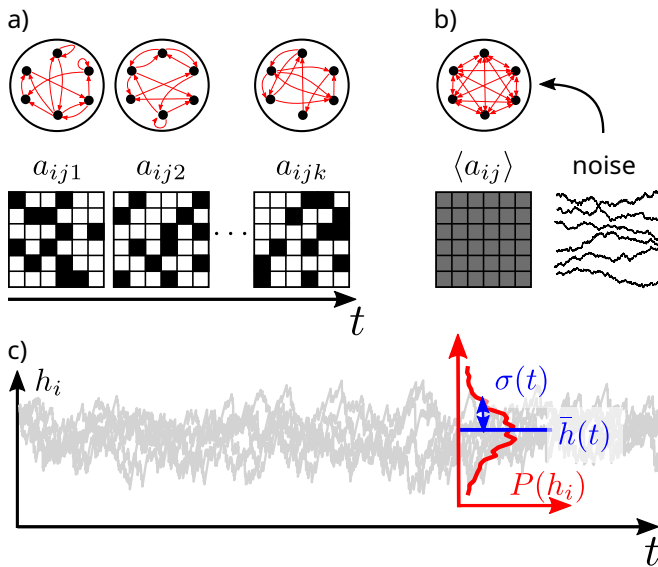 a)
b)
a_{ij1} a_{ij2} a_{ijk}
⟨a_{ij}⟩ noise
. . .
t
c)
h_i
σ(t)
h̄(t)
P(h_i)
t